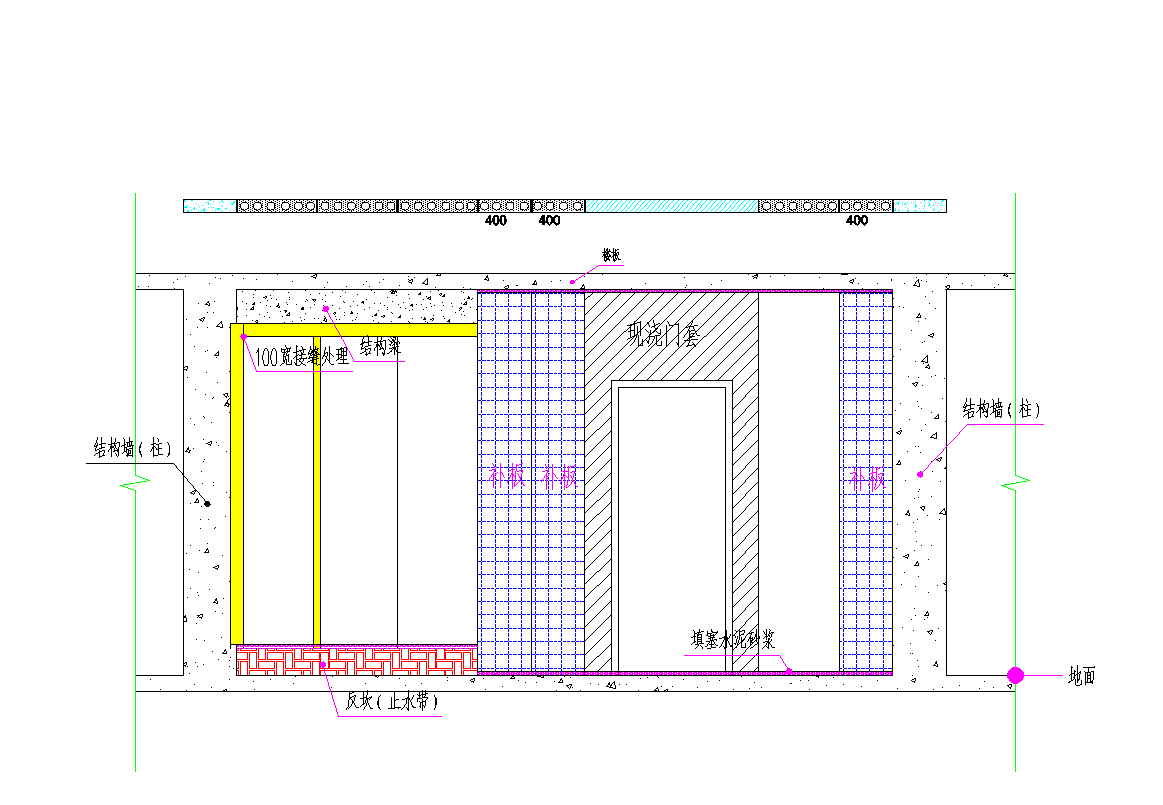 400 400 400
楼板
现浇门套
100宽接缝处理
结构梁
结构墙(柱)
结构墙(柱)
补板 补板 补板
填塞水泥砂浆
地面
反坎(止水带)